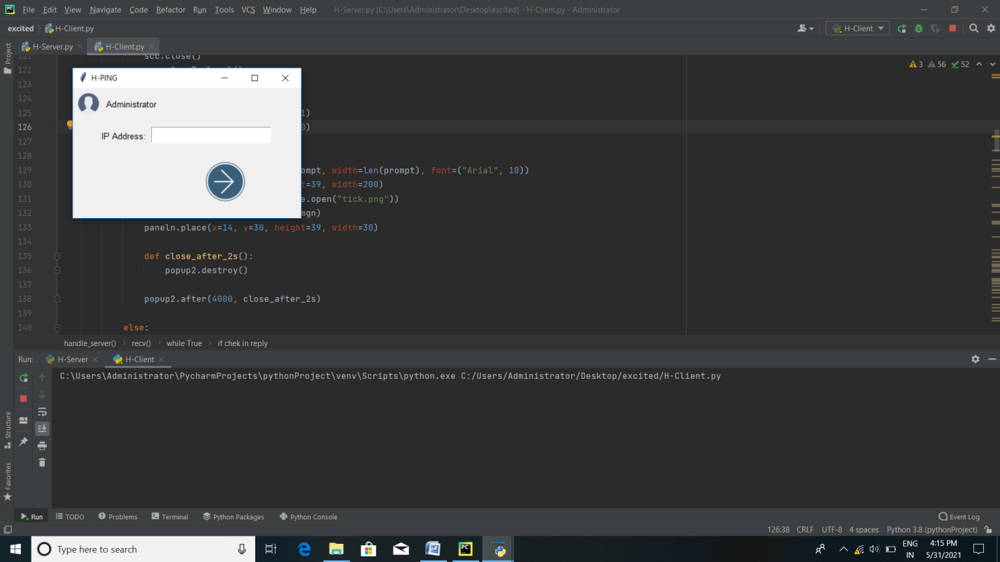 PC File Edit View Navigate Code Refactor Run Tools VCS Window Help H-Server.py [C:\Users\Administrator\Desktop\excited] - H-Client.py - Administrator
excited H-Client.py H-Client
H-Server.py H-Client.py
Project
121 scc.close()
122
3 56 52
H-PING
123
124
Administrator
125 1)
126 0)
IP Address:
127
128
129 ompt, width=len(prompt), font=("Arial", 10))
130 t=39, width=200)
131 e.open("tick.png"))
132 mgn)
133 paneln.place(x=14, y=30, height=39, width=30)
134
135 def close_after_2s():
136 popup2.destroy()
137
138 popup2.after(4000, close_after_2s)
139
140 else:
handle_server() recv() while True if chek in reply
Run: H-Server H-Client
C:\Users\Administrator\PycharmProjects\pythonProject\venv\Scripts\python.exe C:/Users/Administrator/Desktop/excited/H-Client.py
Structure
Favorites
Run TODO Problems Terminal Python Packages Python Console Event Log
126:38 CRLF UTF-8 4 spaces Python 3.8 (pythonProject)
Type here to search
PC
ENG
IN
4:15 PM
5/31/2021